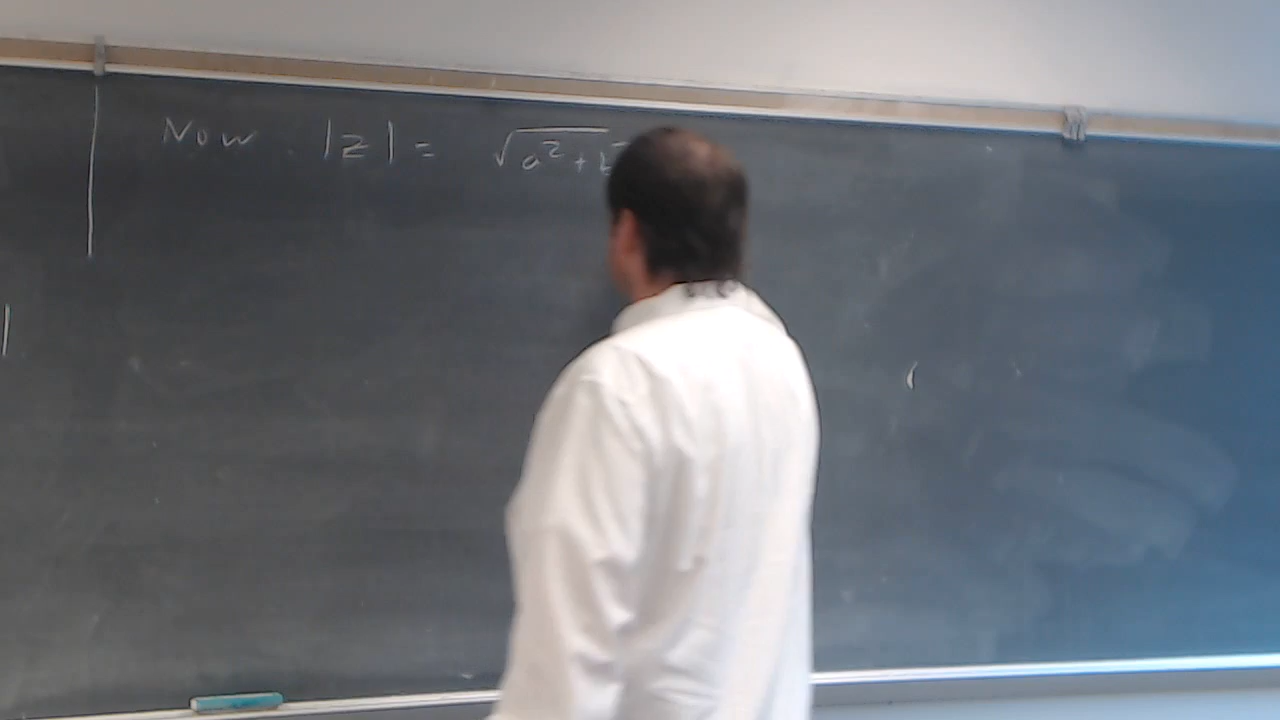 Now |z| = √a²+b